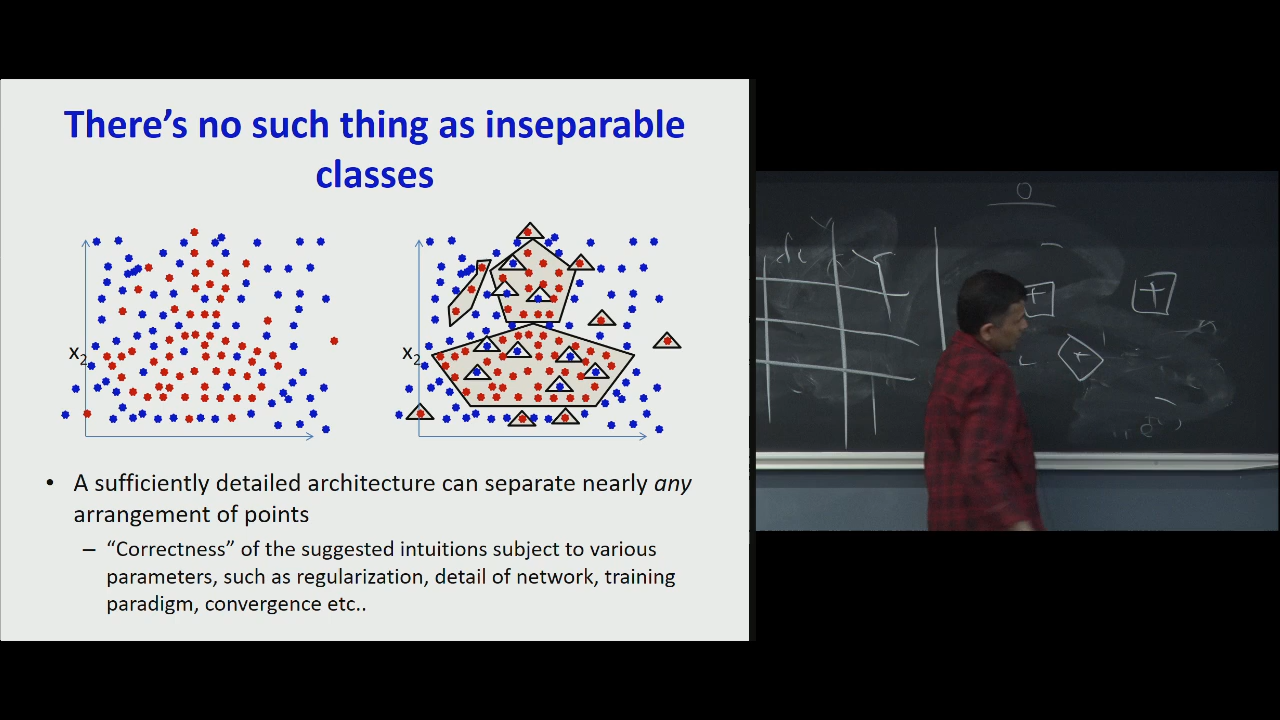 There’s no such thing as inseparable
classes
x2
x2
• A sufficiently detailed architecture can separate nearly any
arrangement of points
– “Correctness” of the suggested intuitions subject to various
parameters, such as regularization, detail of network, training
paradigm, convergence etc..